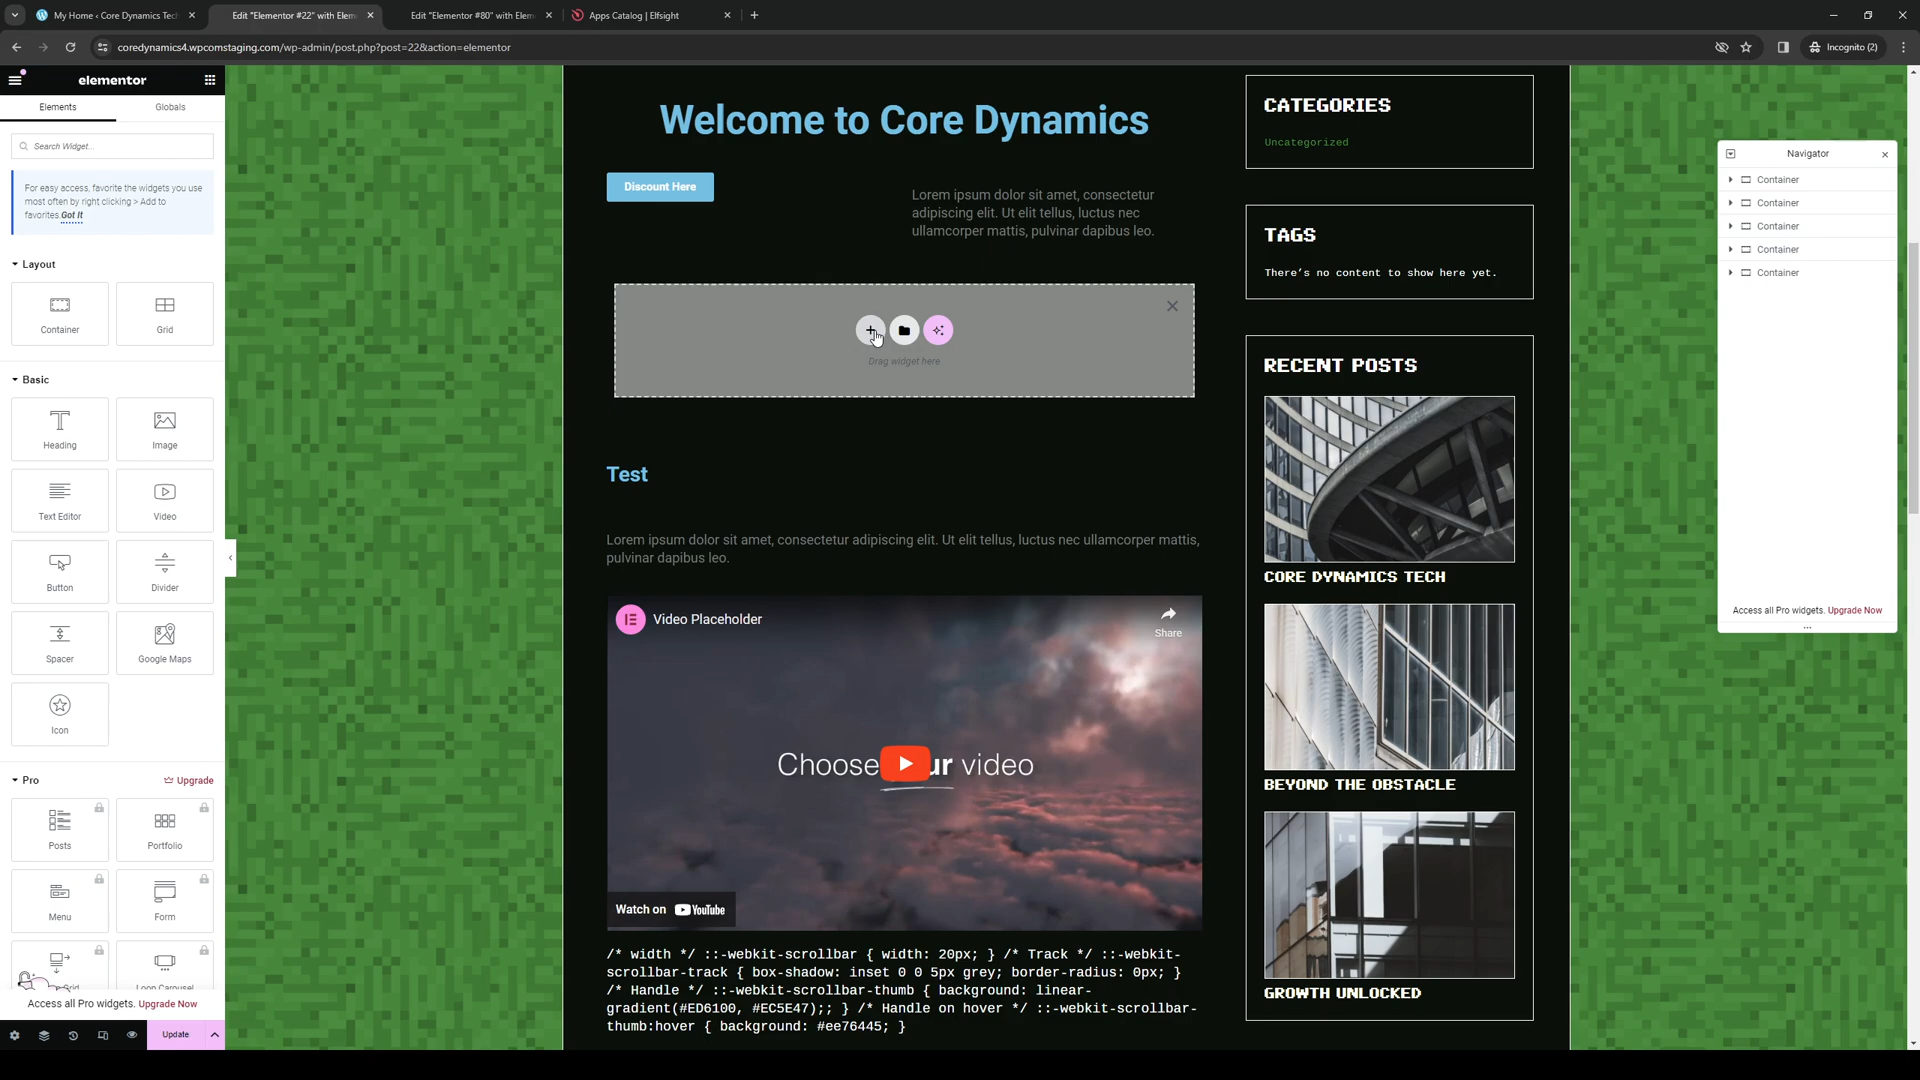 My Home ‹ Core Dynamics Tech
Edit "Elementor #22" with Elem
Edit "Elementor #80" with Elem
Apps Catalog | Elfsight
coredynamics4.wpcomstaging.com/wp-admin/post.php?post=22&action=elementor
Incognito (2)
elementor
Elements
Globals
Search Widget...
For easy access, favorite the widgets you use
most often by right clicking > Add to
favorites. Got It
Layout
Container
Grid
Basic
Heading
Image
Text Editor
Video
Button
Divider
Spacer
Google Maps
Icon
Pro
Upgrade
Posts
Portfolio
Menu
Form
Grid
Loop Carousel
Access all Pro widgets. Upgrade Now
Update
Welcome to Core Dynamics
Discount Here
Lorem ipsum dolor sit amet, consectetur
adipiscing elit. Ut elit tellus, luctus nec
ullamcorper mattis, pulvinar dapibus leo.
Drag widget here
Test
Lorem ipsum dolor sit amet, consectetur adipiscing elit. Ut elit tellus, luctus nec ullamcorper mattis,
pulvinar dapibus leo.
Video Placeholder
Share
Choose your video
Watch on YouTube
/* width */ ::-webkit-scrollbar { width: 20px; } /* Track */ ::-webkit-
scrollbar-track { box-shadow: inset 0 0 5px grey; border-radius: 0px; }
/* Handle */ ::-webkit-scrollbar-thumb { background: linear-
gradient(#ED6100, #EC5E47);; } /* Handle on hover */ ::-webkit-scrollbar-
thumb:hover { background: #ee76445; }
CATEGORIES
Uncategorized
TAGS
There's no content to show here yet.
RECENT POSTS
CORE DYNAMICS TECH
BEYOND THE OBSTACLE
GROWTH UNLOCKED
Navigator
Container
Container
Container
Container
Container
Access all Pro widgets. Upgrade Now